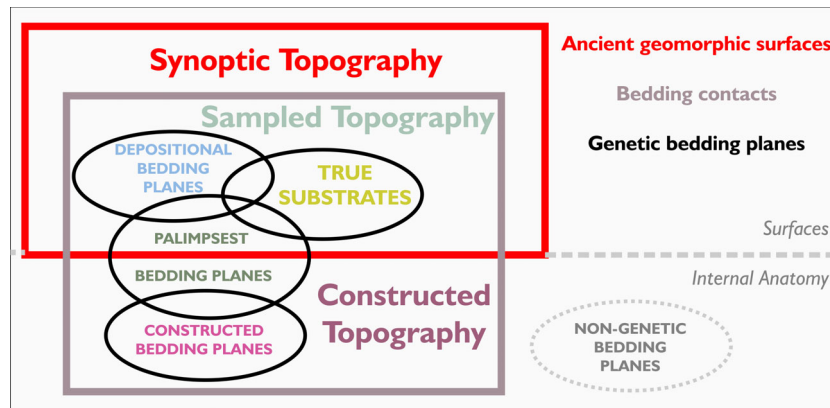 Synoptic Topography
Ancient geomorphic surfaces
Bedding contacts
Genetic bedding planes
Sampled Topography
DEPOSITIONAL
BEDDING
PLANES
TRUE
SUBSTRATES
PALIMPSEST
BEDDING PLANES
Surfaces
Internal Anatomy
Constructed
Topography
CONSTRUCTED
BEDDING PLANES
NON-GENETIC
BEDDING
PLANES